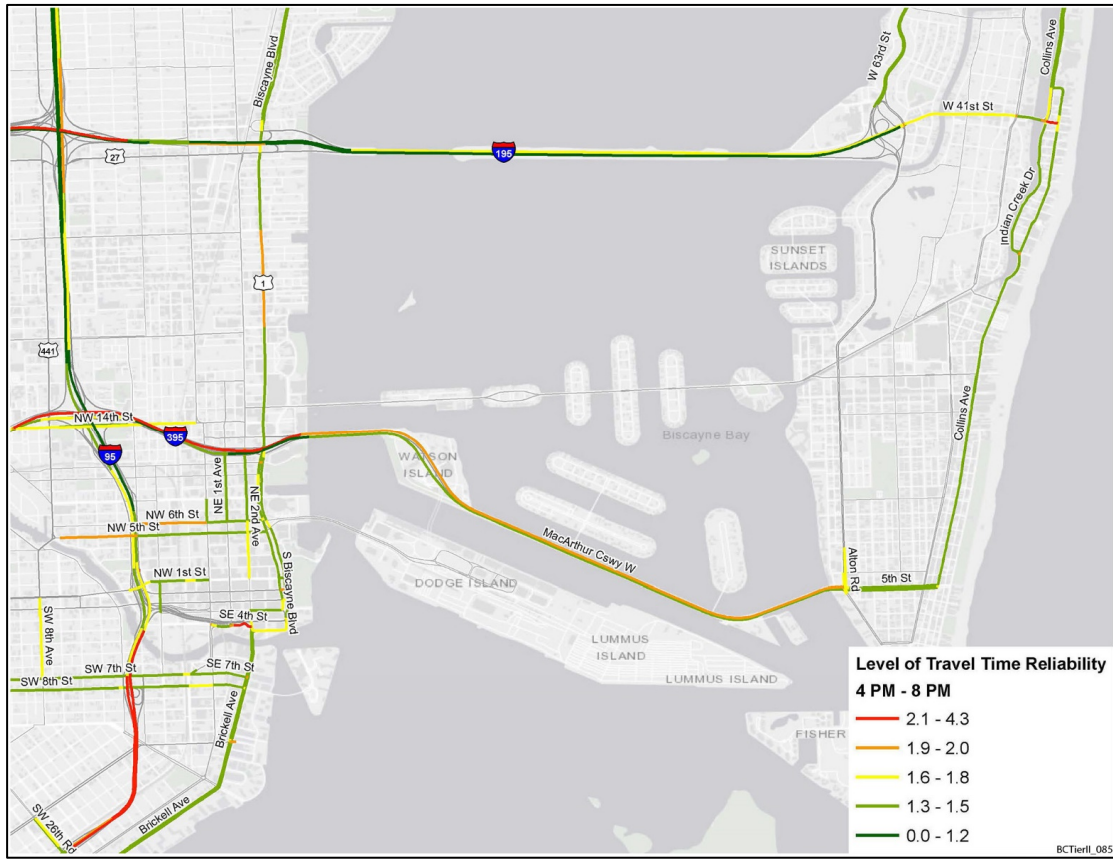 Biscayne Blvd
W 63rd St
Collins Ave
W 41st St
27
195
Indian Creek Dr
SUNSET
ISLANDS
1
441
NW 14th St
395
95
NE 1st Ave
NE 2nd Ave
WATSON
ISLAND
Biscayne Bay
Collins Ave
NW 6th St
NW 5th St
MacArthur Cswy W
NW 1st St
S Biscayne Blvd
DODGE ISLAND
Alton Rd
5th St
SW 8th Ave
SE 4th St
LUMMUS
ISLAND
SW 7th St
SE 7th St
SW 8th St
LUMMUS ISLAND
Brickell Ave
FISHER
SW 26th Rd
Brickell Ave
Level of Travel Time Reliability
4 PM - 8 PM
2.1 - 4.3
1.9 - 2.0
1.6 - 1.8
1.3 - 1.5
0.0 - 1.2
BCTierII_085